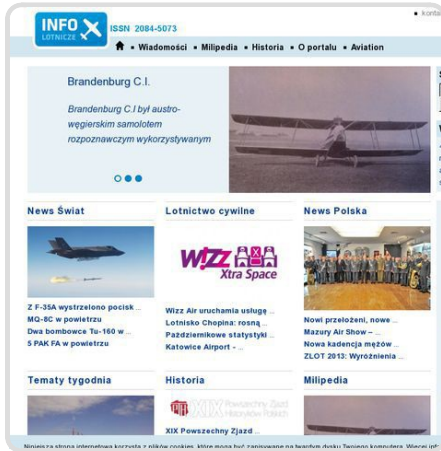 INFO
LOTNICZE
ISSN 2084-5073
Wiadomości Milipedia Historia O portalu Aviation
Brandenburg C.I.
Brandenburg C.I był austro-
węgierskim samolotem
rozpoznawczym wykorzystywanym
News Świat
Lotnictwo cywilne
News Polska
WIZZ
Xtra Space
Z F-35A wystrzelono pocisk ...
MQ-8C w powietrzu
Dwa bombowce Tu-160 w ...
5 PAK FA w powietrzu
Wizz Air uruchamia usługę ...
Lotnisko Chopina: rosną ...
Październikowe statystyki ...
Katowice Airport - ...
Nowi przełożeni, nowe ...
Mazury Air Show – ...
Nowa kadencja mężów ...
ZLOT 2013: Wyróżnienia ...
Tematy tygodnia
Historia
Milipedia
XIX Powszechny Zjazd
Historyków Polskich
XIX Powszechny Zjazd ...
Niniejsza strona internetowa korzysta z plików cookies, które mogą być zapisywane na twardym dysku Twojego komputera. Więcej